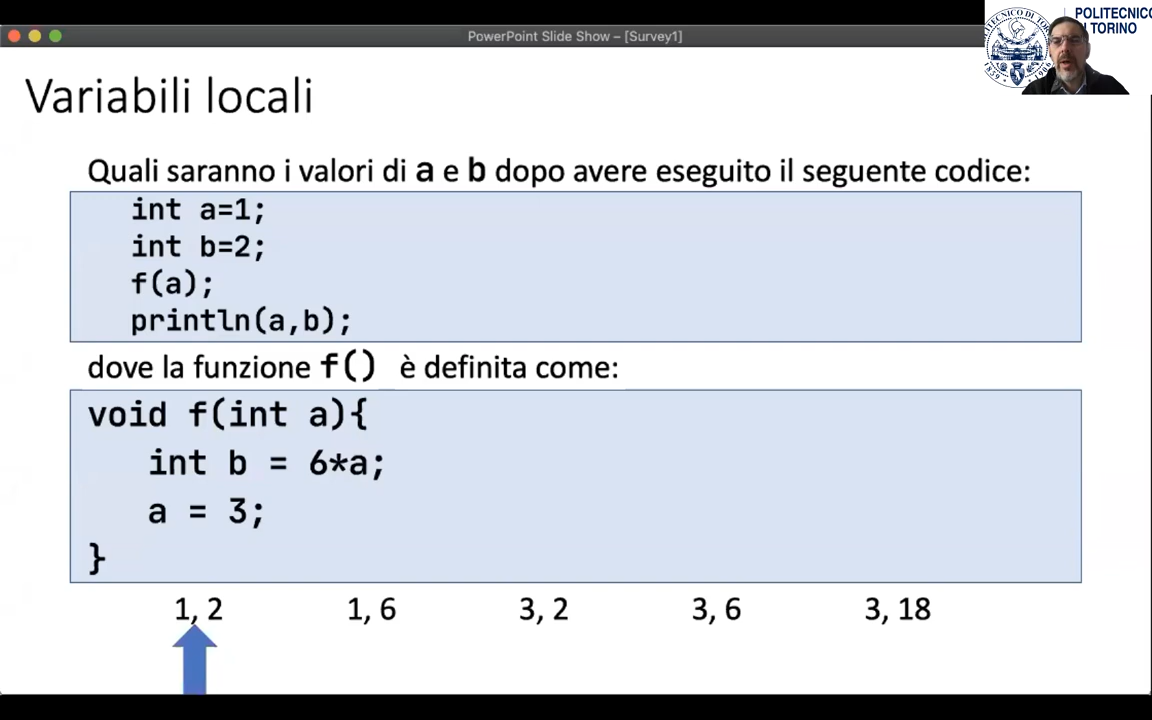 PowerPoint Slide Show – [Survey1]
POLITECNICO
DI TORINO
Variabili locali
Quali saranno i valori di a e b dopo avere eseguito il seguente codice:
int a=1;
int b=2;
f(a);
println(a,b);
dove la funzione f() è definita come:
void f(int a){
int b = 6*a;
a = 3;
}
1, 2 1, 6 3, 2 3, 6 3, 18